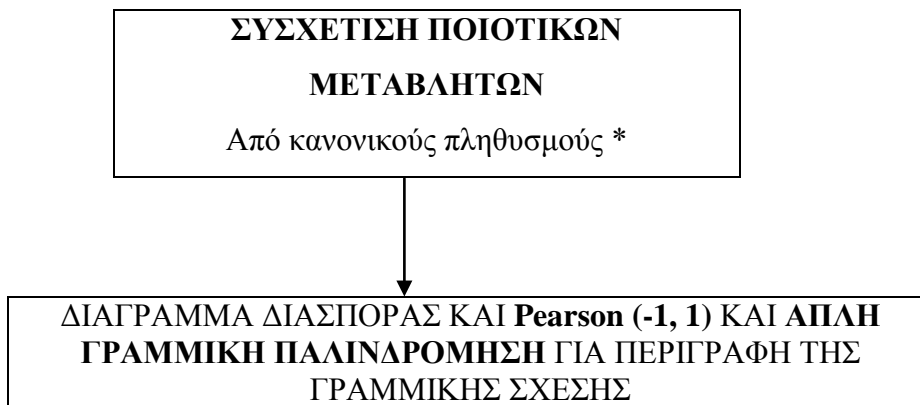 ΣΥΣΧΕΤΙΣΗ ΠΟΙΟΤΙΚΩΝ
ΜΕΤΑΒΛΗΤΩΝ
Από κανονικούς πληθυσμούς *
ΔΙΑΓΡΑΜΜΑ ΔΙΑΣΠΟΡΑΣ ΚΑΙ Pearson (-1, 1) ΚΑΙ ΑΠΛΗ
ΓΡΑΜΜΙΚΗ ΠΑΛΙΝΔΡΟΜΗΣΗ ΓΙΑ ΠΕΡΙΓΡΑΦΗ ΤΗΣ
ΓΡΑΜΜΙΚΗΣ ΣΧΕΣΗΣ